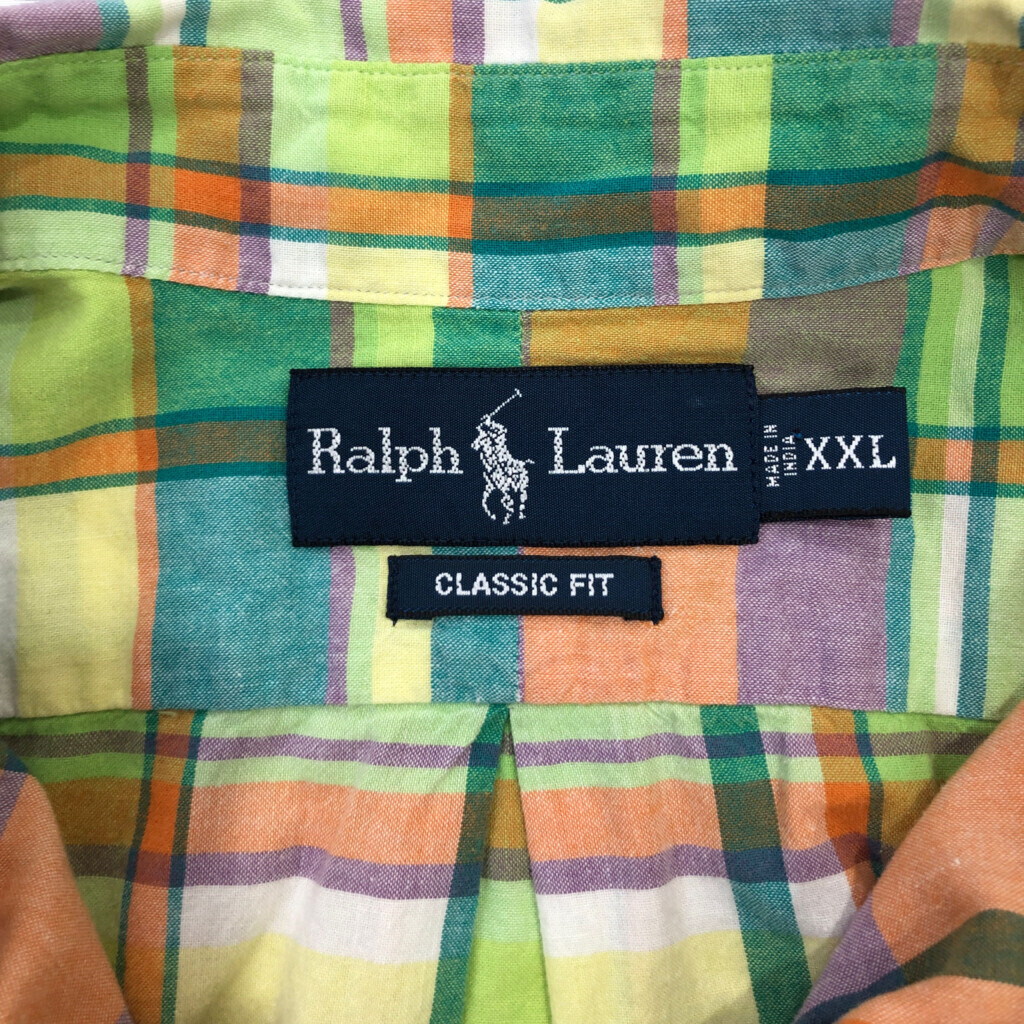 Ralph Lauren
MADE IN
INDIA
XXL
CLASSIC FIT